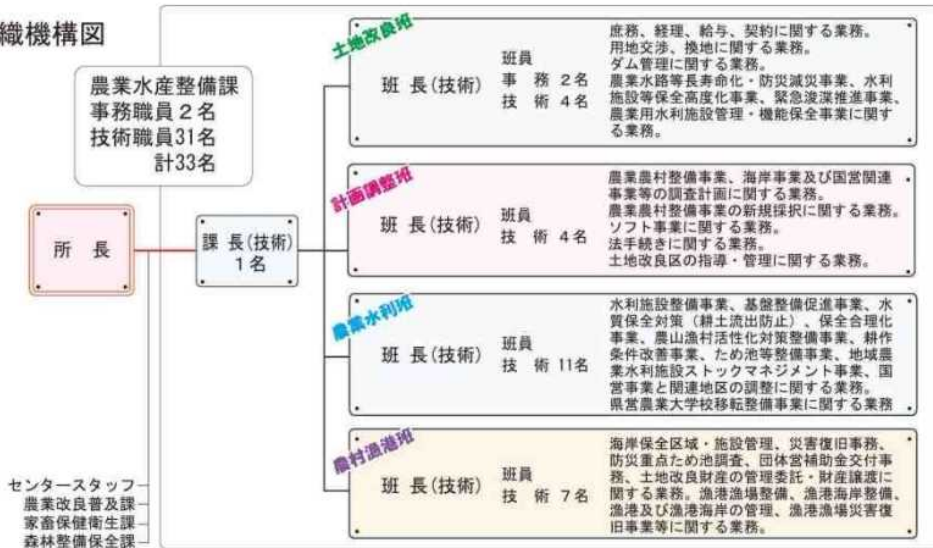 織機構図
農業水産整備課
事務職員2名
技術職員31名
計33名
所 長
課 長(技術)
1名
土地改良班
班 長(技術)
班員
事 務 2名
技 術 4名
庶務、経理、給与、契約に関する業務。
用地交渉、換地に関する業務。
ダム管理に関する業務。
農業水路等長寿命化・防災減災事業、水利
施設等保全高度化事業、緊急浚渫推進事業、
農業用水利施設管理・機能保全事業に関す
る業務。
計画調整班
班 長(技術)
班員
技 術 4名
農業農村整備事業、海岸事業及び国営関連
事業等の調査計画に関する業務。
農業農村整備事業の新規採択に関する業務。
ソフト事業に関する業務。
法手続きに関する業務。
土地改良区の指導・管理に関する業務。
農業水利班
班 長(技術)
班員
技 術 11名
水利施設整備事業、基盤整備促進事業、水
質保全対策(耕土流出防止)、保全合理化
事業、農山漁村活性化対策整備事業、耕作
条件改善事業、ため池等整備事業、地域農
業水利施設ストックマネジメント事業、国
営事業と関連地区の調整に関する業務。
県営農業大学校移転整備事業に関する業務
農村漁港班
班 長(技術)
班員
技 術 7名
海岸保全区域・施設管理、災害復旧事務、
防災重点ため池調査、団体営補助金交付事
務、土地改良財産の管理委託・財産譲渡に
関する業務。漁港漁場整備、漁港海岸整備、
漁港及び漁港海岸の管理、漁港漁場災害復
旧事業等に関する業務。
センタースタッフ
農業改良普及課
家畜保健衛生課
森林整備保全課